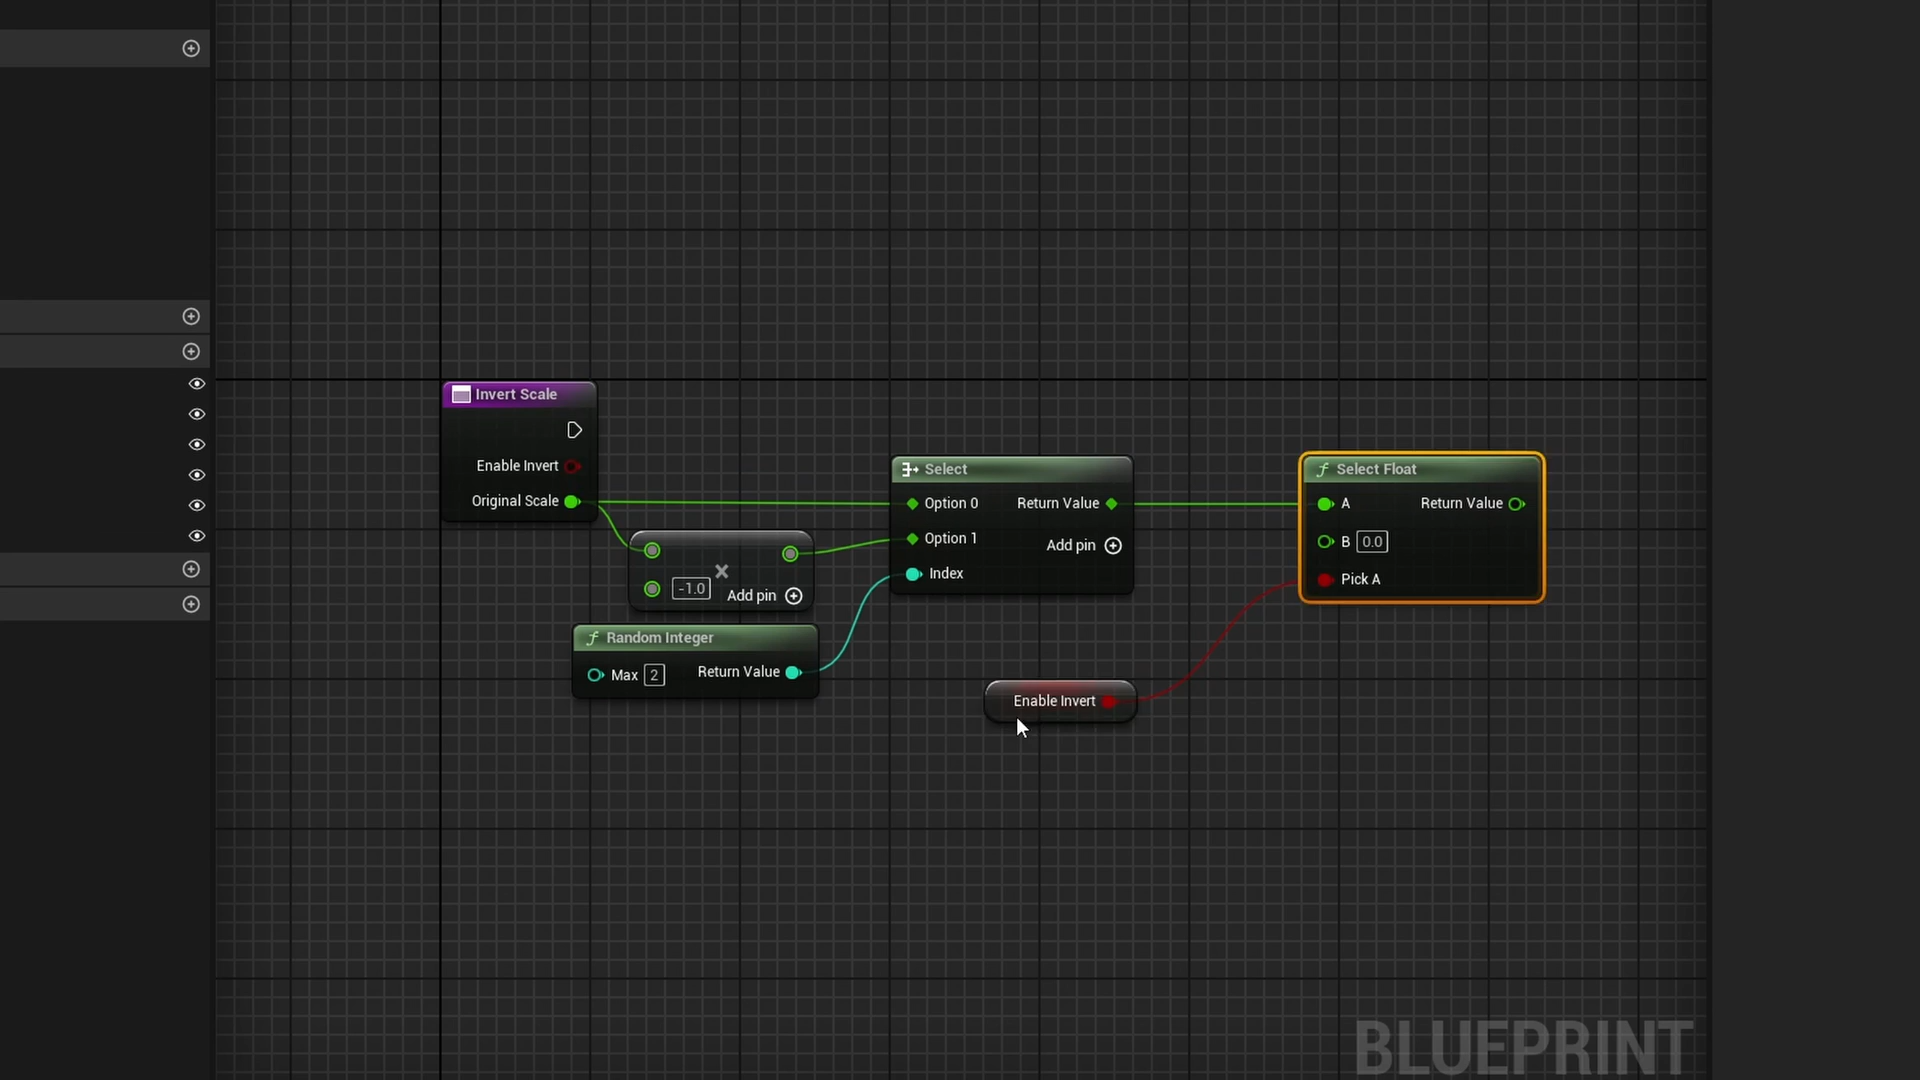 Invert Scale
Enable Invert
Original Scale
-1.0
Add pin
Random Integer
Max 2 Return Value
Select
Option 0 Return Value
Option 1
Add pin
Index
Enable Invert
Select Float
A Return Value
B 0.0
Pick A
BLUEPRINT